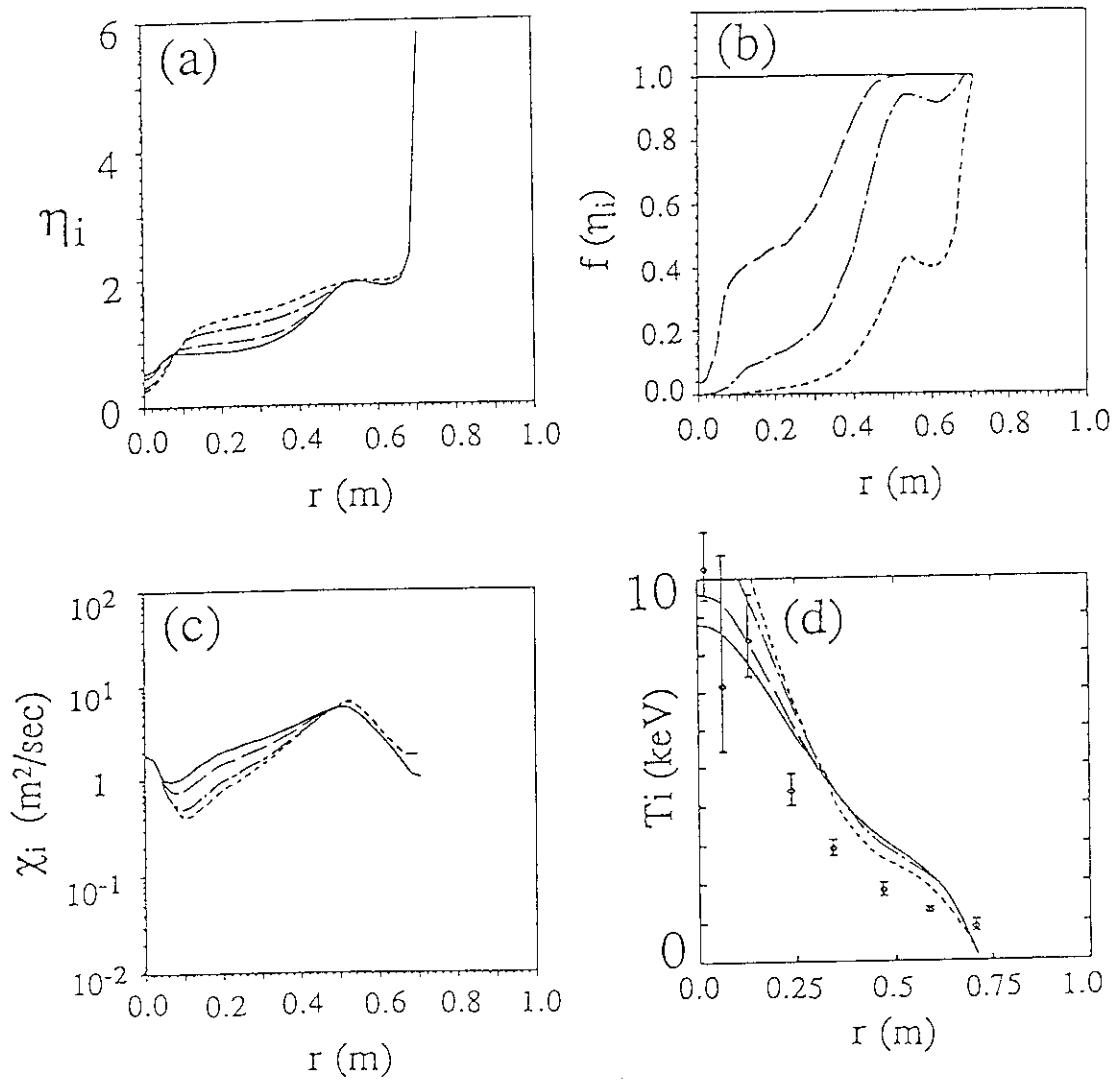 (a)
6
4
2
0
ηi
0.0 0.2 0.4 0.6 0.8 1.0
r (m)
(b)
1.0
0.8
0.6
0.4
0.2
0.0
f (ηi)
0.0 0.2 0.4 0.6 0.8 1.0
r (m)
(c)
10²
10¹
1
10⁻¹
10⁻²
χi (m²/sec)
0.0 0.2 0.4 0.6 0.8 1.0
r (m)
(d)
10
0
Ti (keV)
0.0 0.25 0.5 0.75 1.0
r (m)